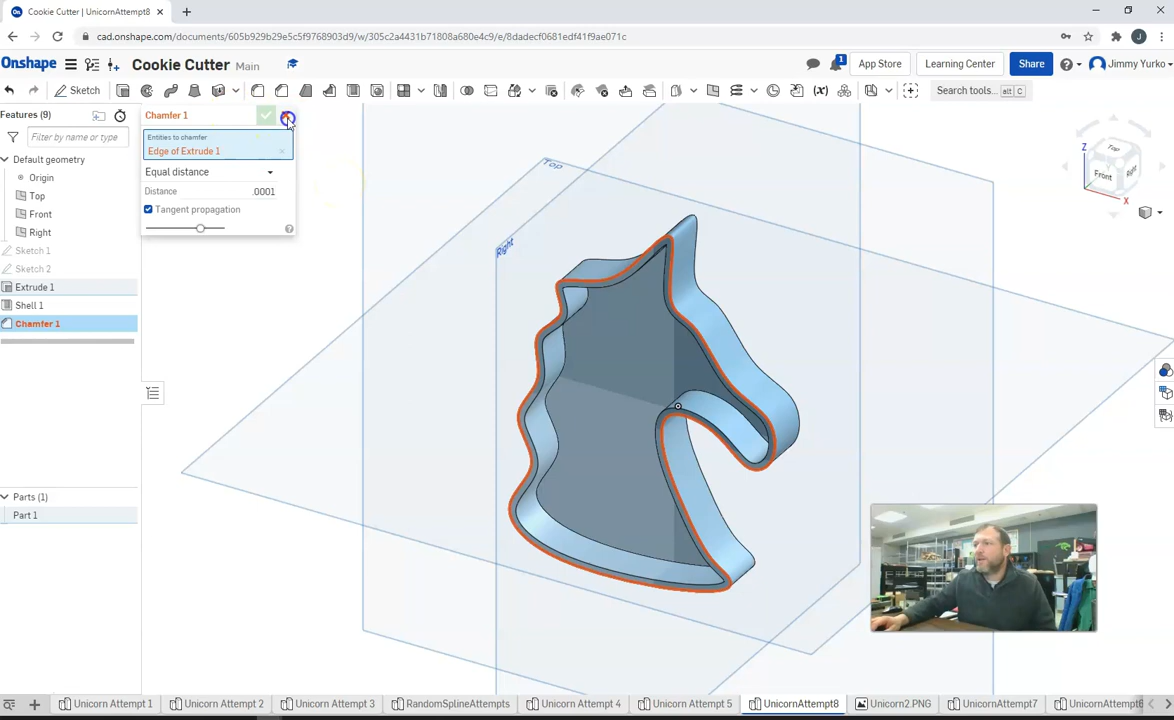 On Cookie Cutter | UnicornAttempt8 ×
cad.onshape.com/documents/605b929b29e5c5f9768903d9/w/305c2a4431b71808a680e4c9/e/8dadecf0681edf41f9ae071c
J
Onshape Cookie Cutter Main
1
App Store Learning Center Share Jimmy Yurko
Sketch Search tools... alt C
Features (9)
Filter by name or type
Default geometry
Origin
Top
Front
Right
Sketch 1
Sketch 2
Extrude 1
Shell 1
Chamfer 1
Chamfer 1
Entities to chamfer
Edge of Extrude 1
Equal distance
Distance .0001
Tangent propagation
Top
Right
Z
Top
Front Right
X
Parts (1)
Part 1
Unicorn Attempt 1 Unicorn Attempt 2 Unicorn Attempt 3 RandomSplineAttempts Unicorn Attempt 4 Unicorn Attempt 5 UnicornAttempt8 Unicorn2.PNG UnicornAttempt7